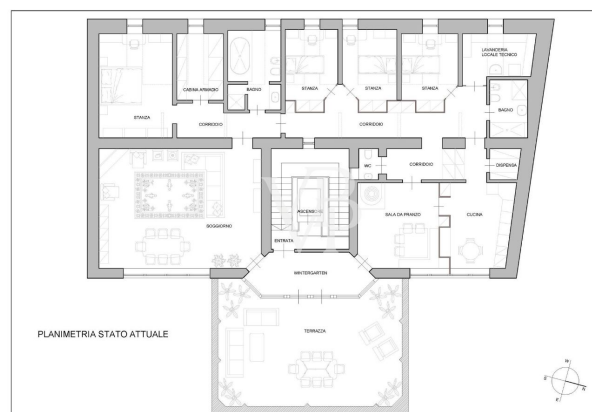 LAVANDERIA
LOCALE TECNICO
CABINA ARMADIO
BAGNO
STANZA
STANZA
STANZA
STANZA
BAGNO
CORRIDOIO
CORRIDOIO
WC
CORRIDOIO
DISPENSA
SOGGIORNO
ASCENSORE
SALA DA PRANZO
CUCINA
ENTRATA
WINTERGARTEN
TERRAZZA
PLANIMETRIA STATO ATTUALE